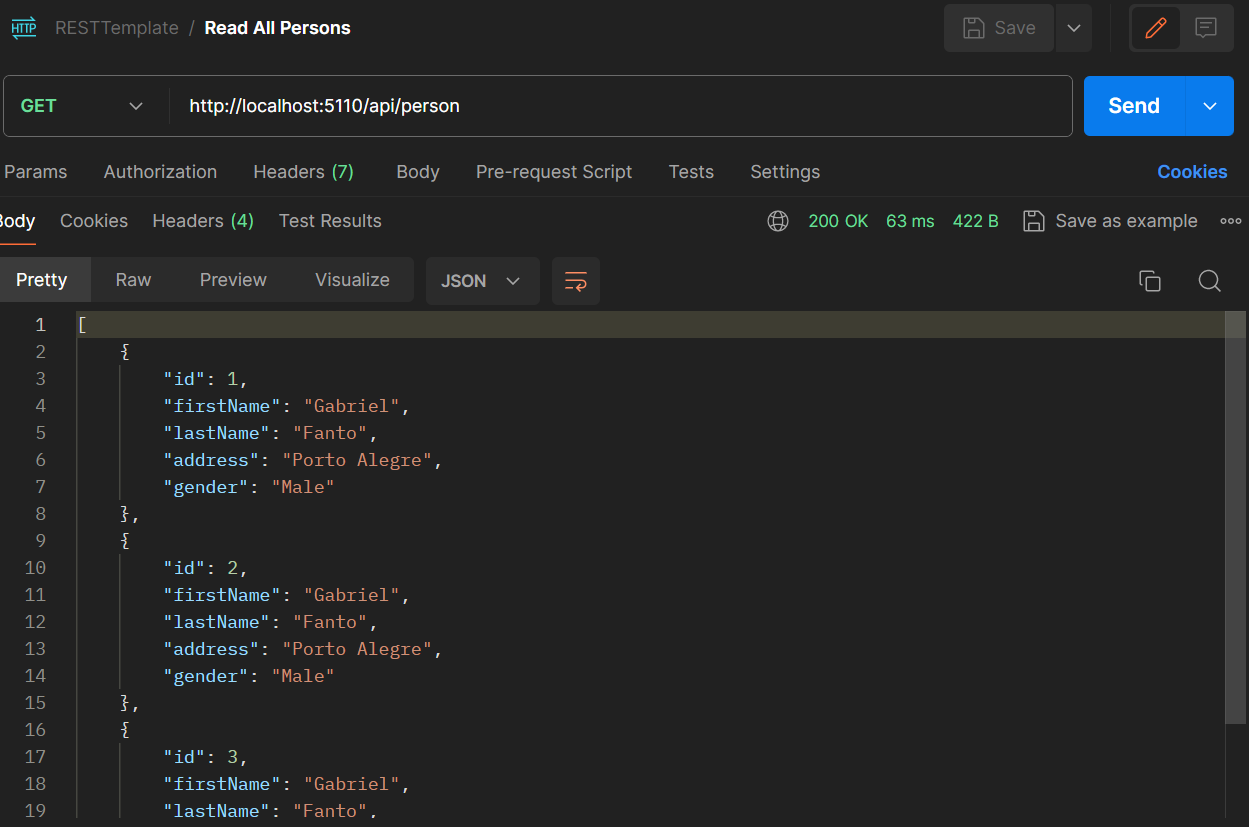 HTTP RESTTemplate / Read All Persons Save
GET http://localhost:5110/api/person Send
Params Authorization Headers (7) Body Pre-request Script Tests Settings Cookies
Body Cookies Headers (4) Test Results 200 OK 63 ms 422 B Save as example
Pretty Raw Preview Visualize JSON
1 [
2 {
3 "id": 1,
4 "firstName": "Gabriel",
5 "lastName": "Fanto",
6 "address": "Porto Alegre",
7 "gender": "Male"
8 },
9 {
10 "id": 2,
11 "firstName": "Gabriel",
12 "lastName": "Fanto",
13 "address": "Porto Alegre",
14 "gender": "Male"
15 },
16 {
17 "id": 3,
18 "firstName": "Gabriel",
19 "lastName": "Fanto",